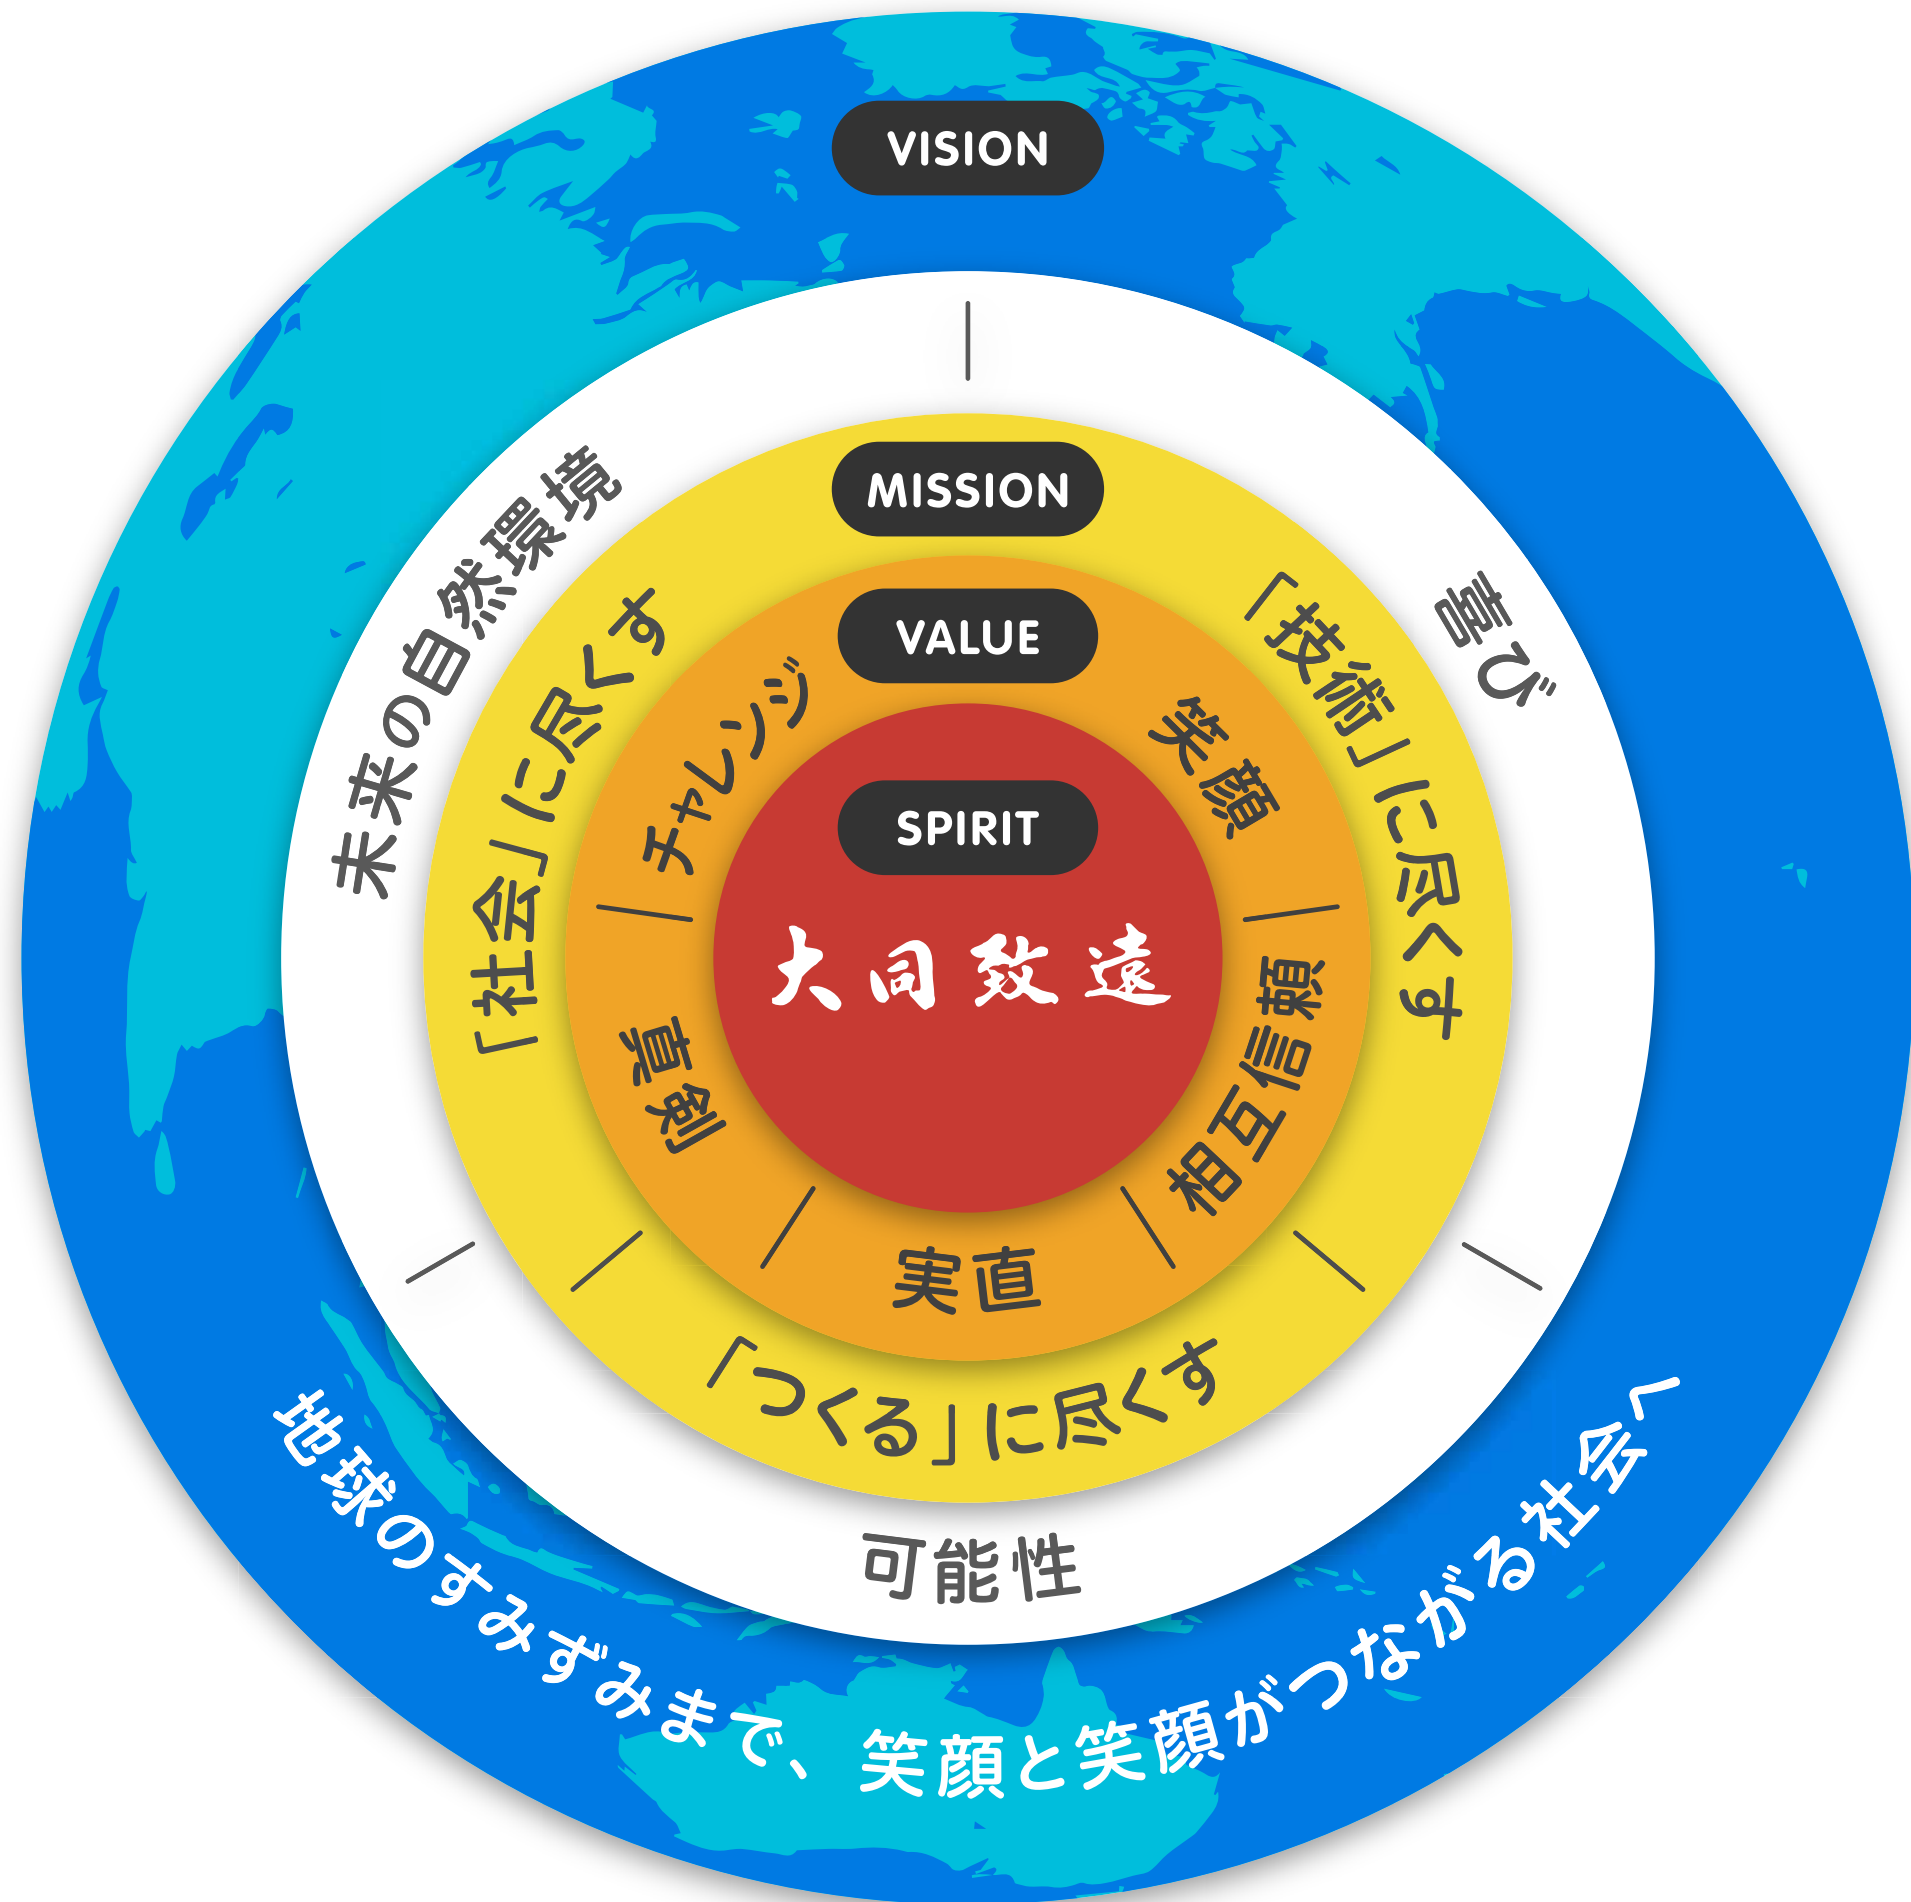 VISION
地球のすみずみまで、笑顔と笑顔がつながる社会へ
未来の自然環境
喜び
可能性
MISSION
「社会」に尽くす
「技術」に尽くす
「つくる」に尽くす
VALUE
チャレンジ
笑顔
相互信頼
実直
真剣
SPIRIT
大同致遠